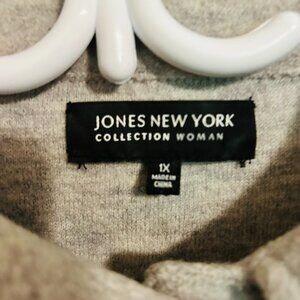 JONES NEW YORK
COLLECTION WOMAN
1X
MADE IN
CHINA